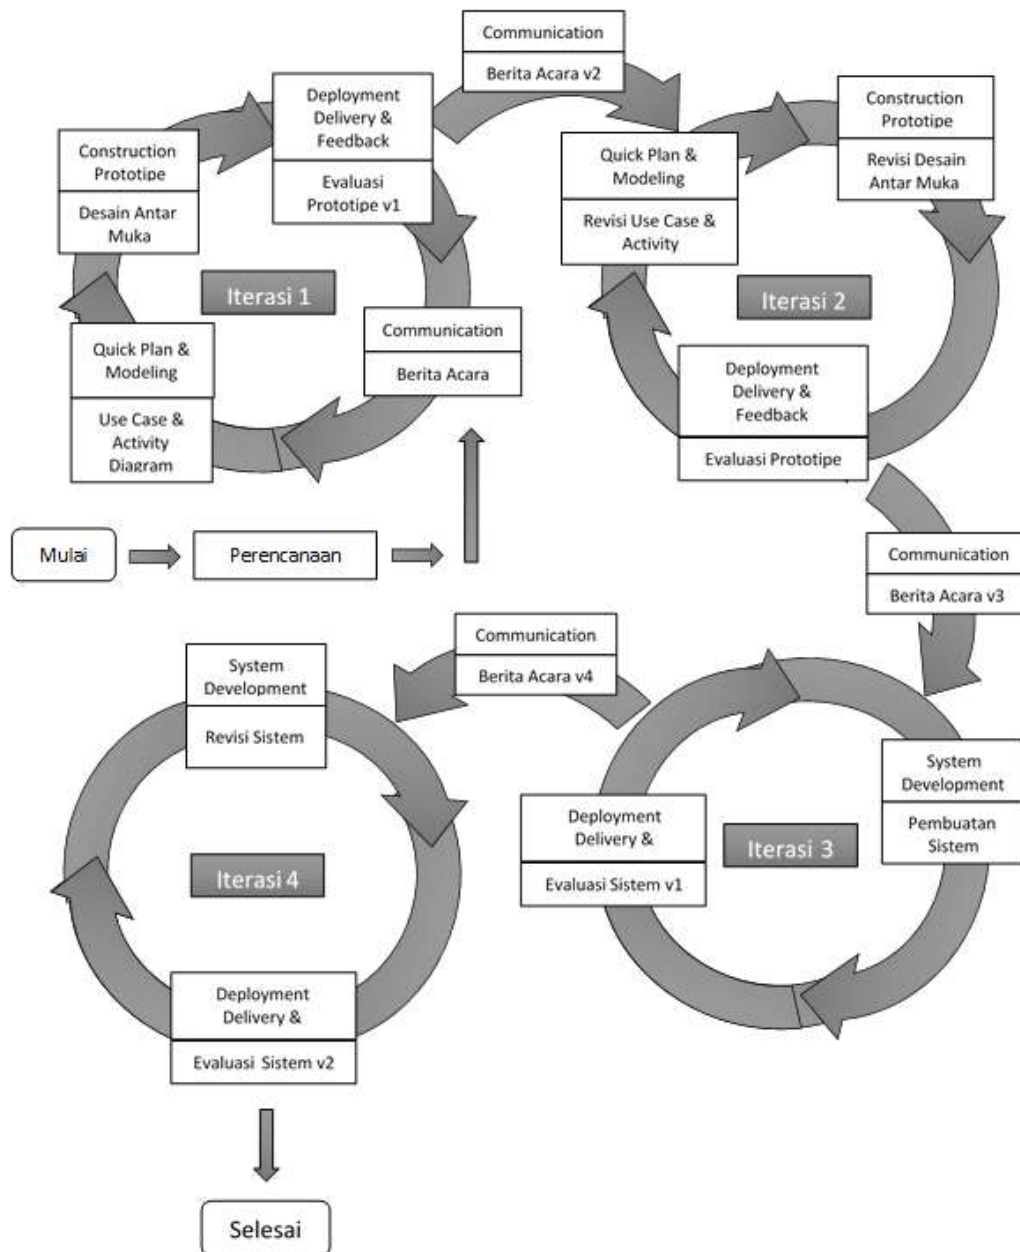 Communication
Berita Acara v2
Deployment
Delivery &
Feedback
Evaluasi
Prototipe v1
Construction
Prototipe
Desain Antar
Muka
Iterasi 1
Quick Plan &
Modeling
Use Case &
Activity
Diagram
Communication
Berita Acara
Construction
Prototipe
Revisi Desain
Antar Muka
Quick Plan &
Modeling
Revisi Use Case &
Activity
Iterasi 2
Deployment
Delivery &
Feedback
Evaluasi Prototipe
Mulai
Perencanaan
Communication
Berita Acara v3
Communication
Berita Acara v4
System
Development
Revisi Sistem
Iterasi 4
Deployment
Delivery &
Evaluasi Sistem v2
System
Development
Pembuatan
Sistem
Iterasi 3
Deployment
Delivery &
Evaluasi Sistem v1
Selesai